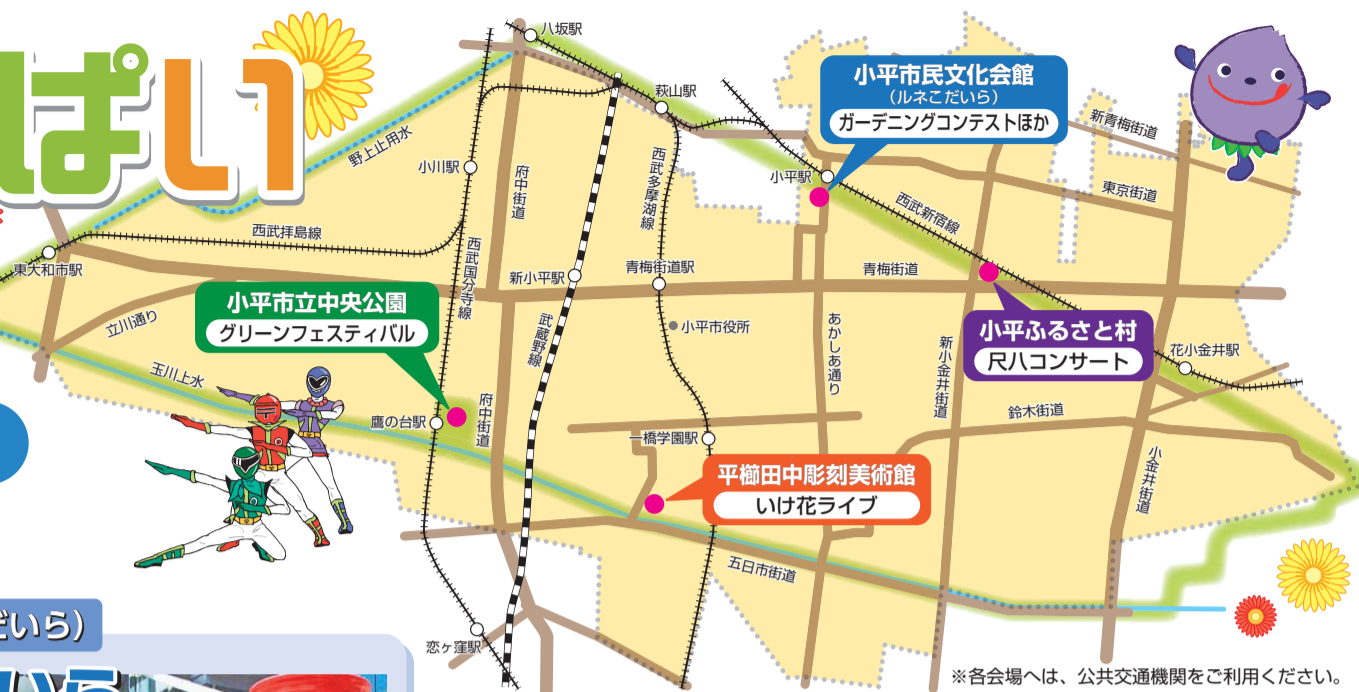 ぱい
八坂駅
萩山駅
小平市民文化会館
(ルネこだいら)
ガーデニングコンテストほか
新青梅街道
野上止用水
小川駅
府中街道
西武多摩湖線
小平駅
東京街道
西武新宿線
西武拝島線
東大和市駅
西武国分寺線
新小平駅
青梅街道駅
青梅街道
小平市立中央公園
グリーンフェスティバル
立川通り
武蔵野線
小平市役所
あかしあ通り
新小金井街道
小平ふるさと村
尺八コンサート
花小金井駅
玉川上水
鷹の台駅
府中街道
一橋学園駅
鈴木街道
小金井街道
平櫛田中彫刻美術館
いけ花ライブ
五日市街道
恋ヶ窪駅
だいら)
いら
※各会場へは、公共交通機関をご利用ください。